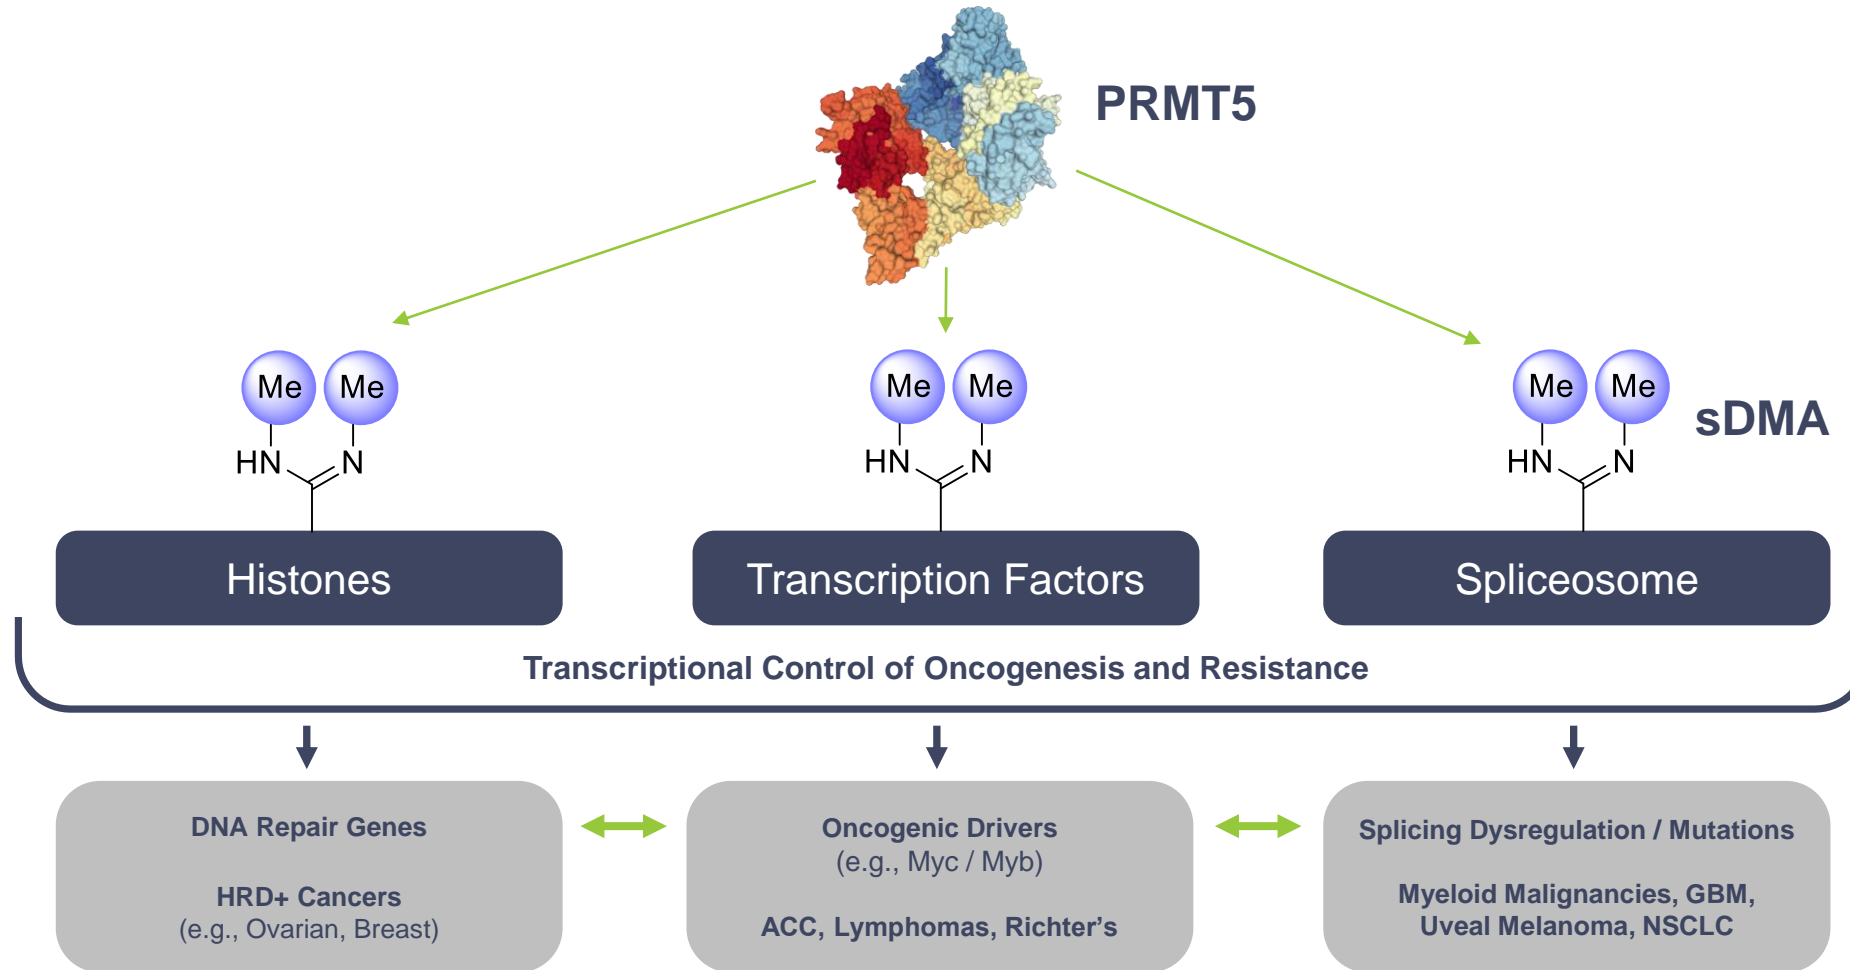 PRMT5
Me Me
HN N
Me Me
HN N
Me Me
HN N
sDMA
Histones
Transcription Factors
Spliceosome
Transcriptional Control of Oncogenesis and Resistance
DNA Repair Genes
HRD+ Cancers
(e.g., Ovarian, Breast)
Oncogenic Drivers
(e.g., Myc / Myb)
ACC, Lymphomas, Richter’s
Splicing Dysregulation / Mutations
Myeloid Malignancies, GBM,
Uveal Melanoma, NSCLC